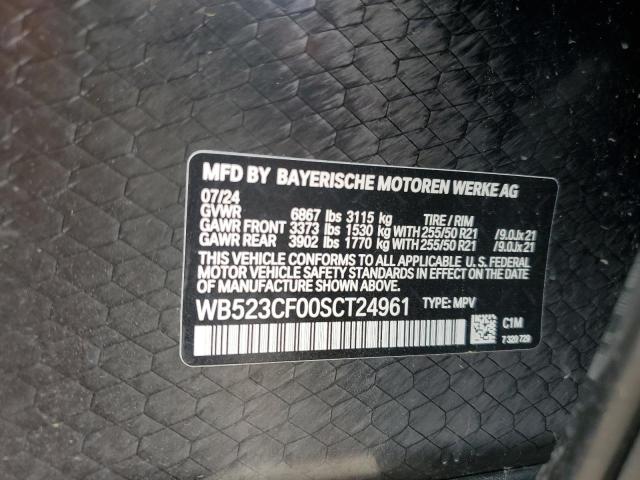 MFD BY BAYERISCHE MOTOREN WERKE AG
07/24
GVWR 6867 lbs 3115 kg TIRE / RIM
GAWR FRONT 3373 lbs 1530 kg WITH 255/50 R21 /9.0Jx21
GAWR REAR 3902 lbs 1770 kg WITH 255/50 R21 /9.0Jx21
THIS VEHICLE CONFORMS TO ALL APPLICABLE U.S. FEDERAL
MOTOR VEHICLE SAFETY STANDARDS IN EFFECT ON THE DATE OF
MANUFACTURE SHOWN ABOVE.
WB523CF00SCT24961 TYPE: MPV
C1M
7 320 729